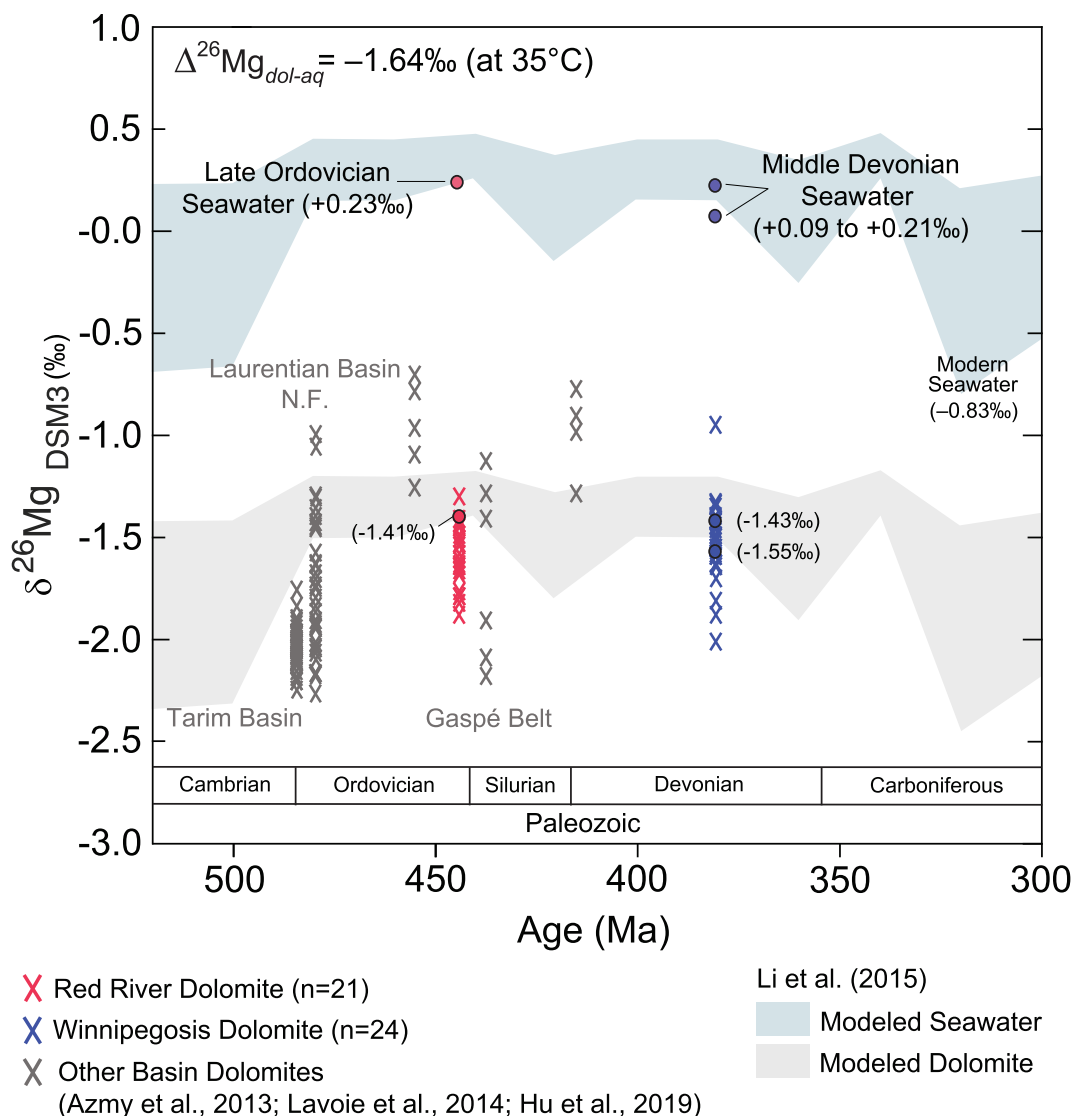 1.0
Δ26Mgdol-aq= –1.64‰ (at 35°C)
0.5
Late Ordovician
Seawater (+0.23‰)
Middle Devonian
Seawater
(+0.09 to +0.21‰)
-0.0
-0.5
Laurentian Basin
N.F.
Modern
Seawater
(–0.83‰)
-1.0
δ26Mg DSM3 (‰)
(-1.41‰)
(-1.43‰)
-1.5
(-1.55‰)
-2.0
Tarim Basin
Gaspé Belt
-2.5
Cambrian
Ordovician
Silurian
Devonian
Carboniferous
Paleozoic
-3.0
500
450
400
350
300
Age (Ma)
Red River Dolomite (n=21)
Winnipegosis Dolomite (n=24)
Other Basin Dolomites
(Azmy et al., 2013; Lavoie et al., 2014; Hu et al., 2019)
Li et al. (2015)
Modeled Seawater
Modeled Dolomite